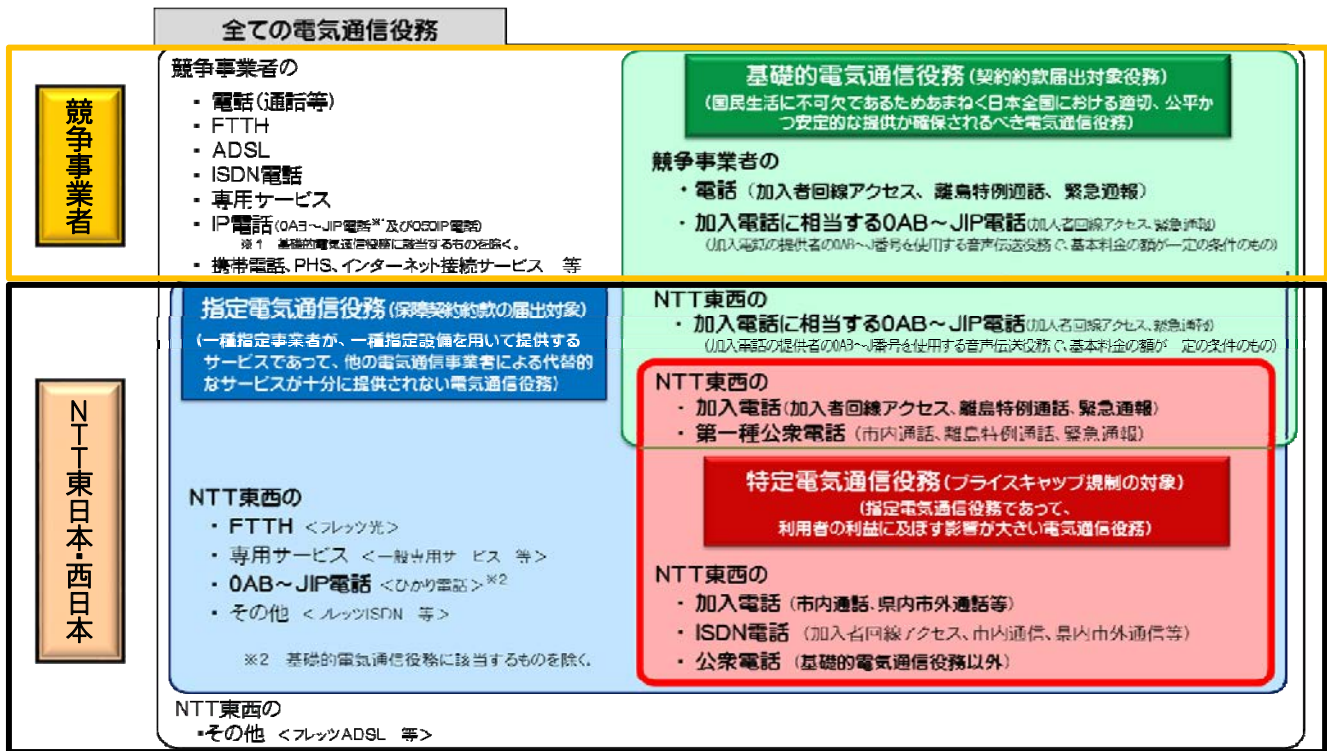 全ての電気通信役務
競争事業者
競争事業者の
・ 電話(通話等)
・ FTTH
・ ADSL
・ ISDN電話
・ 専用サービス
・ IP電話(0AB～JIP電話※1及び050IP電話)
※1 基礎的電気通信役務に該当するものを除く。
・ 携帯電話、PHS、インターネット接続サービス 等
基礎的電気通信役務(契約約款届出対象役務)
(国民生活に不可欠であるためあまねく日本全国における適切、公平か
つ安定的な提供が確保されるべき電気通信役務)
競争事業者の
・電話(加入者回線アクセス、離島特例通話、緊急通報)
・加入電話に相当する0AB～JIP電話(加入者回線アクセス、緊急通報)
(加入電話の提供者の0AB～J番号を使用する音声伝送役務で、基本料金の額が一定の条件のもの)
NTT東日本・西日本
指定電気通信役務(保障契約約款の届出対象)
(一種指定事業者が、一種指定設備を用いて提供する
サービスであって、他の電気通信事業者による代替的
なサービスが十分に提供されない電気通信役務)
NTT東西の
・ FTTH <フレッツ光>
・ 専用サービス <一般専用サービス 等>
・ 0AB～JIP電話 <ひかり電話>※2
・ その他 <フレッツISDN 等>
※2 基礎的電気通信役務に該当するものを除く。
NTT東西の
・加入電話に相当する0AB～JIP電話(加入者回線アクセス、緊急通報)
(加入電話の提供者の0AB～J番号を使用する音声伝送役務で、基本料金の額が 定の条件のもの)
NTT東西の
・ 加入電話(加入者回線アクセス、離島特例通話、緊急通報)
・ 第一種公衆電話(市内通話、離島特例通話、緊急通報)
特定電気通信役務(プライスキャップ規制の対象)
(指定電気通信役務であって、
利用者の利益に及ぼす影響が大きい電気通信役務)
NTT東西の
・ 加入電話(市内通話、県内市外通話等)
・ ISDN電話(加入者回線アクセス、市内通信、県内市外通信等)
・ 公衆電話(基礎的電気通信役務以外)
NTT東西の
・その他 <フレッツADSL 等>